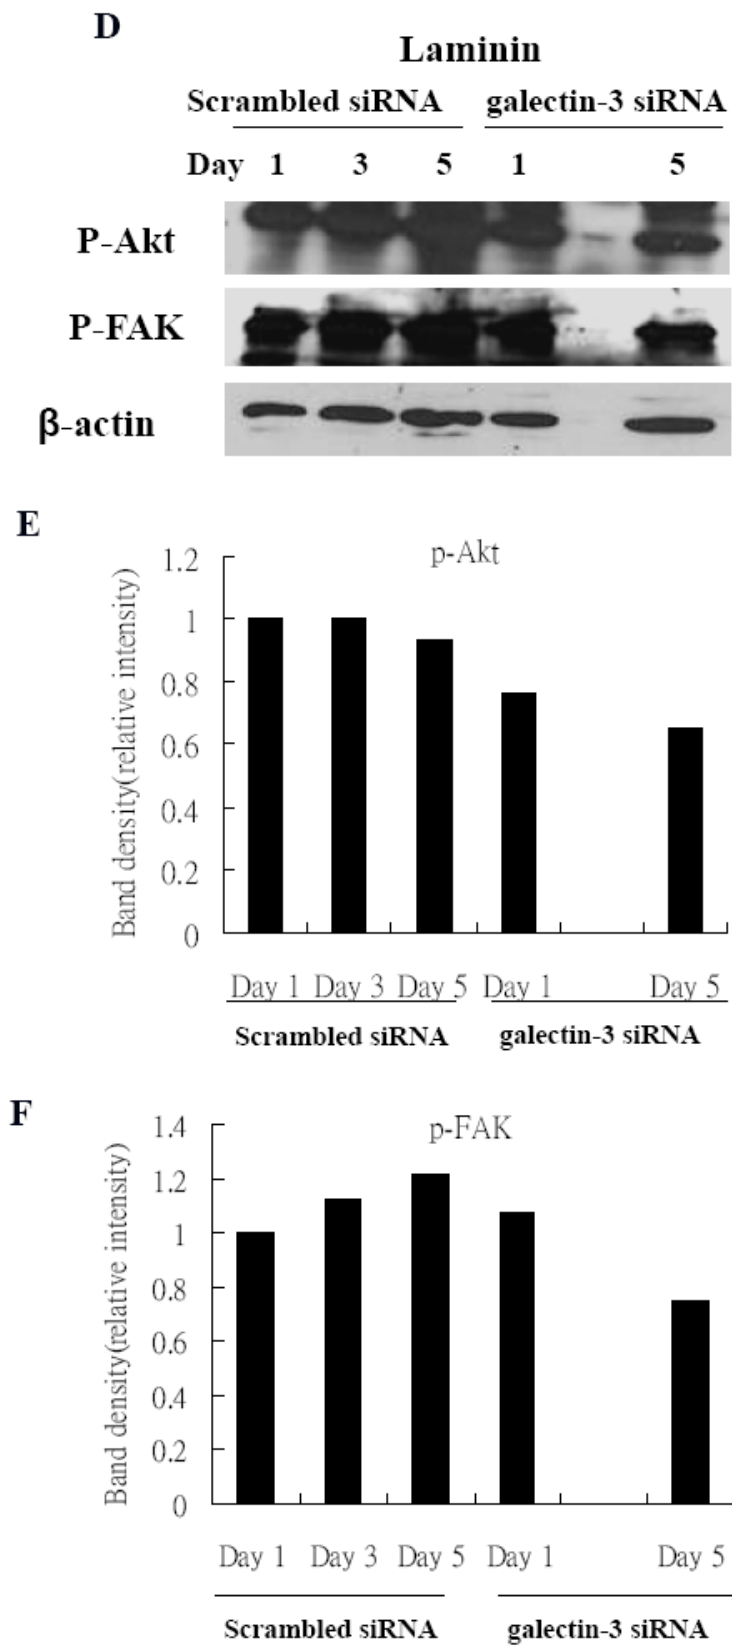 D
Laminin
Scrambled siRNA galectin-3 siRNA
Day 1 3 5 1 5
P-Akt
P-FAK
β-actin
E
p-Akt
Band density(relative intensity)
1.2
1
0.8
0.6
0.4
0.2
0
Day 1 Day 3 Day 5 Day 1 Day 5
Scrambled siRNA galectin-3 siRNA
F
p-FAK
Band density(relative intensity)
1.4
1.2
1
0.8
0.6
0.4
0.2
0
Day 1 Day 3 Day 5 Day 1 Day 5
Scrambled siRNA galectin-3 siRNA